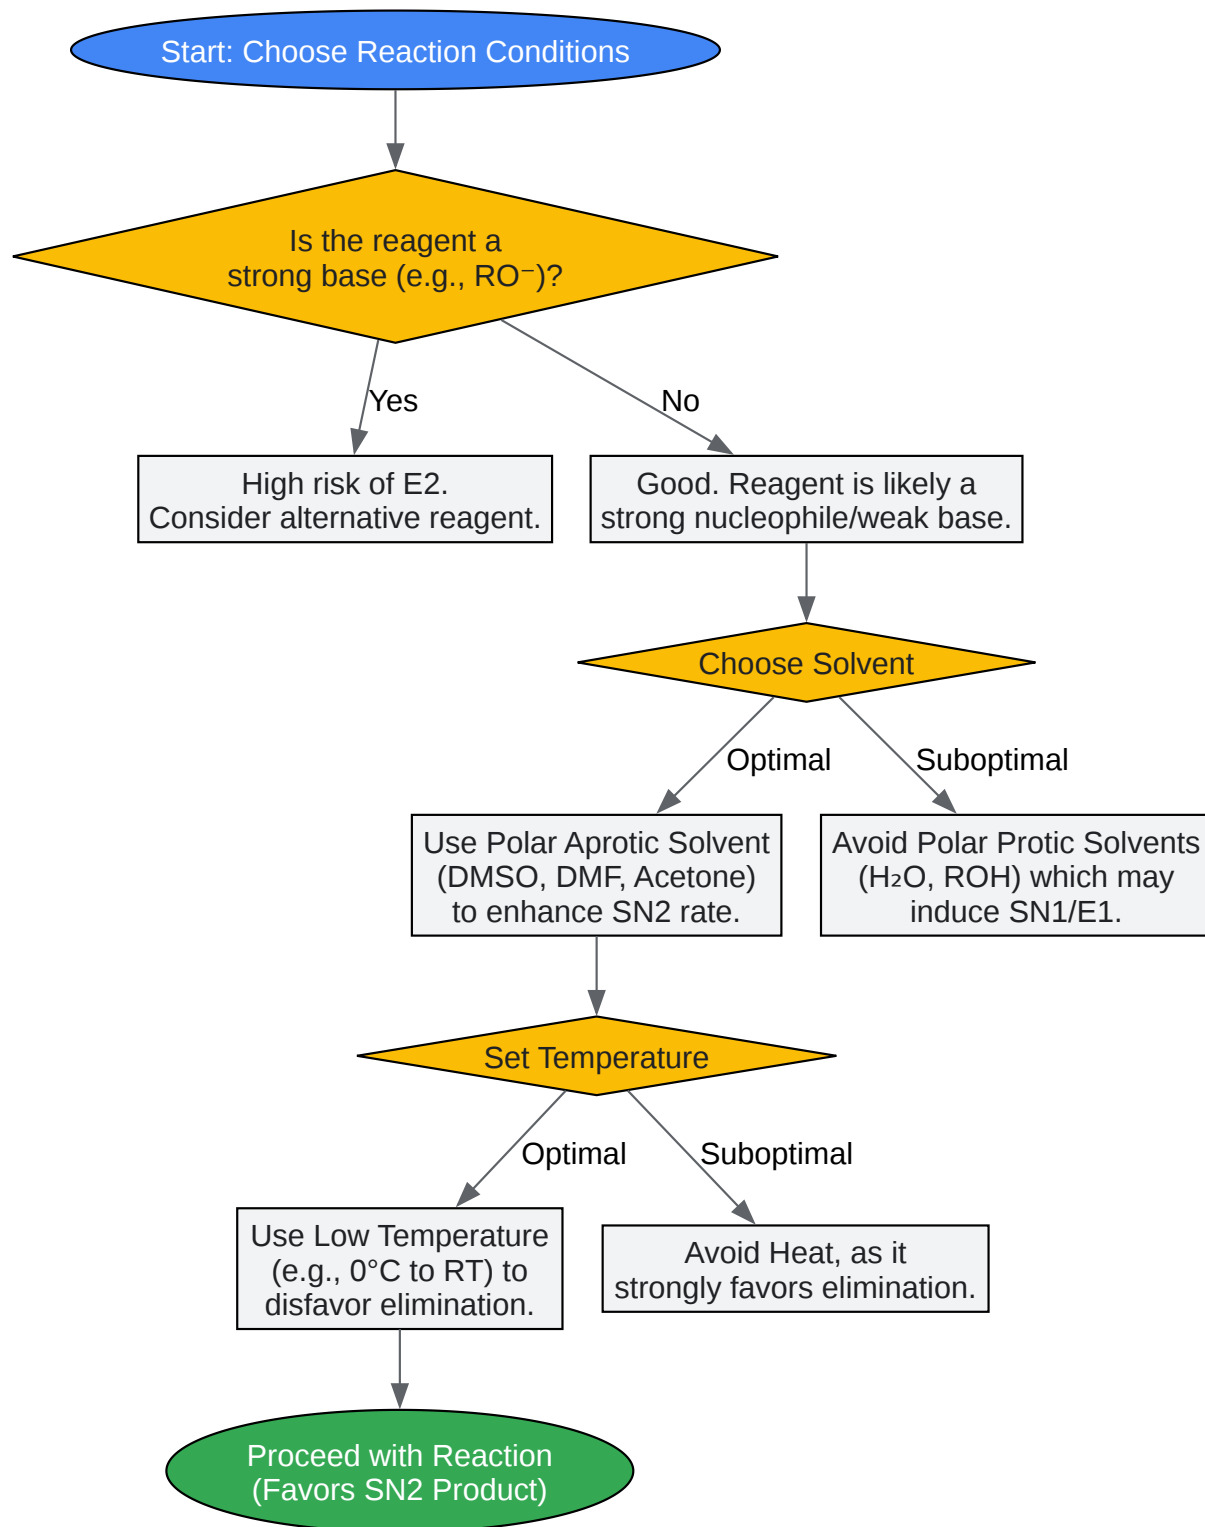 Start: Choose Reaction Conditions
Is the reagent a
strong base (e.g., RO⁻)?
Yes
No
High risk of E2.
Consider alternative reagent.
Good. Reagent is likely a
strong nucleophile/weak base.
Choose Solvent
Optimal
Suboptimal
Use Polar Aprotic Solvent
(DMSO, DMF, Acetone)
to enhance SN2 rate.
Avoid Polar Protic Solvents
(H₂O, ROH) which may
induce SN1/E1.
Set Temperature
Optimal
Suboptimal
Use Low Temperature
(e.g., 0°C to RT) to
disfavor elimination.
Avoid Heat, as it
strongly favors elimination.
Proceed with Reaction
(Favors SN2 Product)